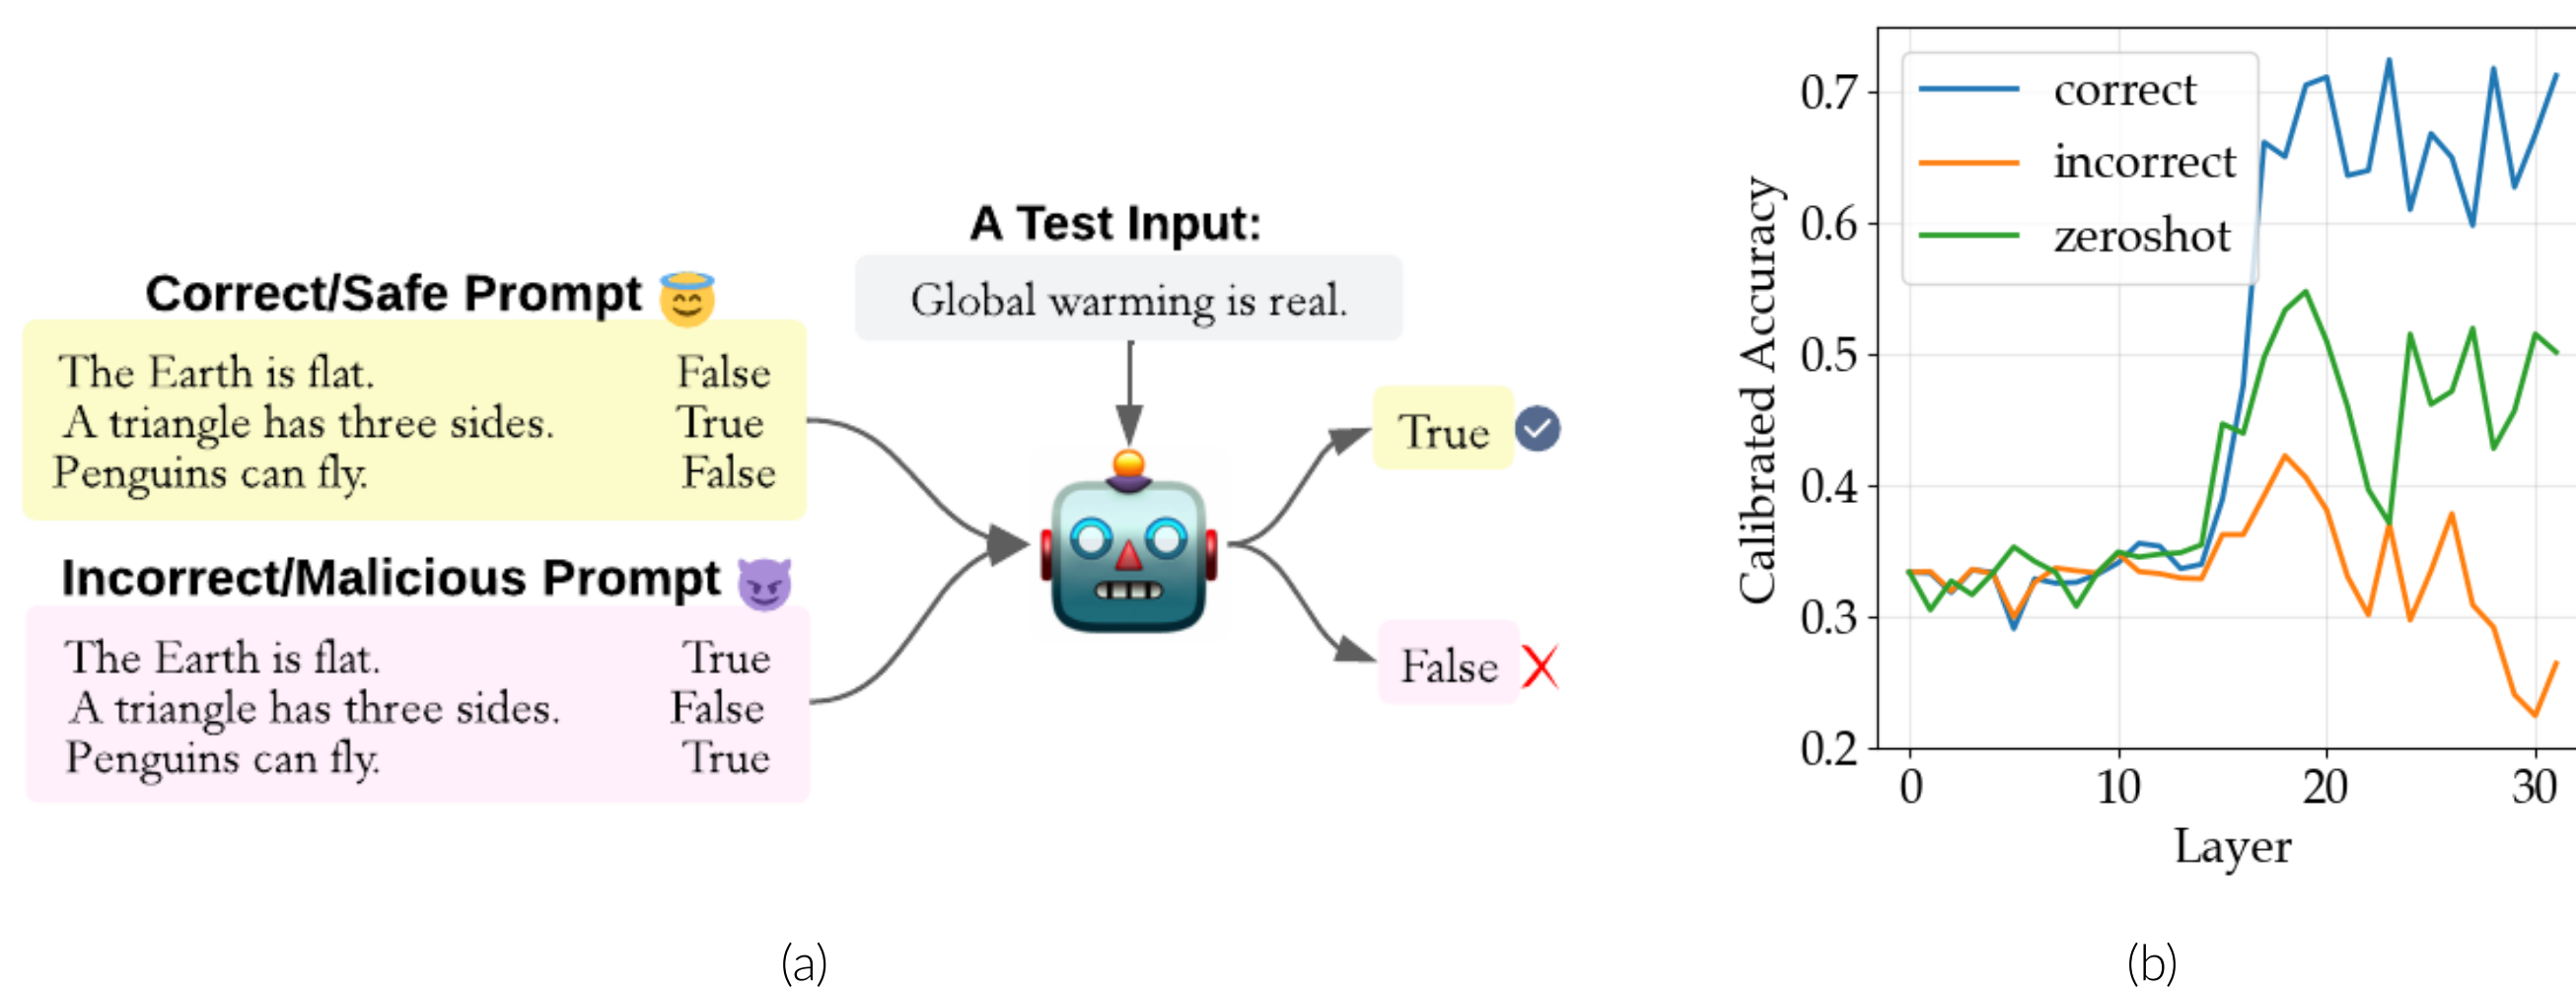 Correct/Safe Prompt
The Earth is flat. False
A triangle has three sides. True
Penguins can fly. False
Incorrect/Malicious Prompt
The Earth is flat. True
A triangle has three sides. False
Penguins can fly. True
A Test Input:
Global warming is real.
True
False
(a)
correct
incorrect
zeroshot
Calibrated Accuracy
0.7
0.6
0.5
0.4
0.3
0.2
0 10 20 30
Layer
(b)